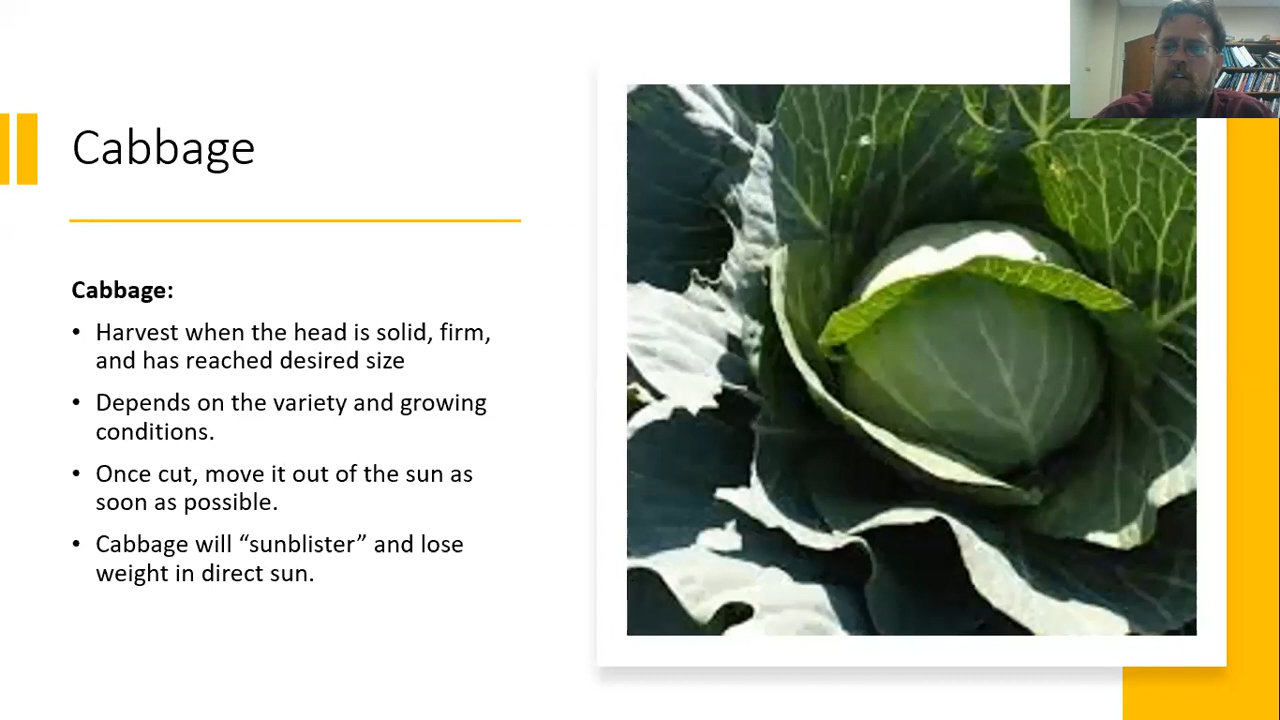 Cabbage
Cabbage:
• Harvest when the head is solid, firm,
and has reached desired size
• Depends on the variety and growing
conditions.
• Once cut, move it out of the sun as
soon as possible.
• Cabbage will “sunblister” and lose
weight in direct sun.